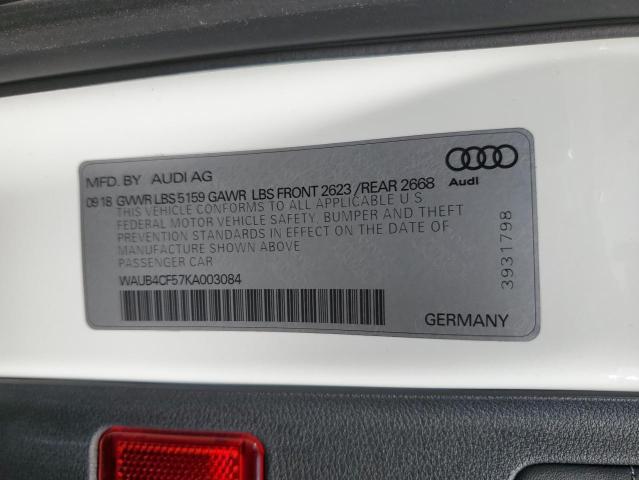 MFD. BY AUDI AG
09 18 GVWR LBS 5159 GAWR LBS FRONT 2623 / REAR 2668
THIS VEHICLE CONFORMS TO ALL APPLICABLE U S
FEDERAL MOTOR VEHICLE SAFETY, BUMPER AND THEFT
PREVENTION STANDARDS IN EFFECT ON THE DATE OF
MANUFACTURE SHOWN ABOVE
PASSENGER CAR
WAUB4CF57KA003084
GERMANY
Audi
3931798